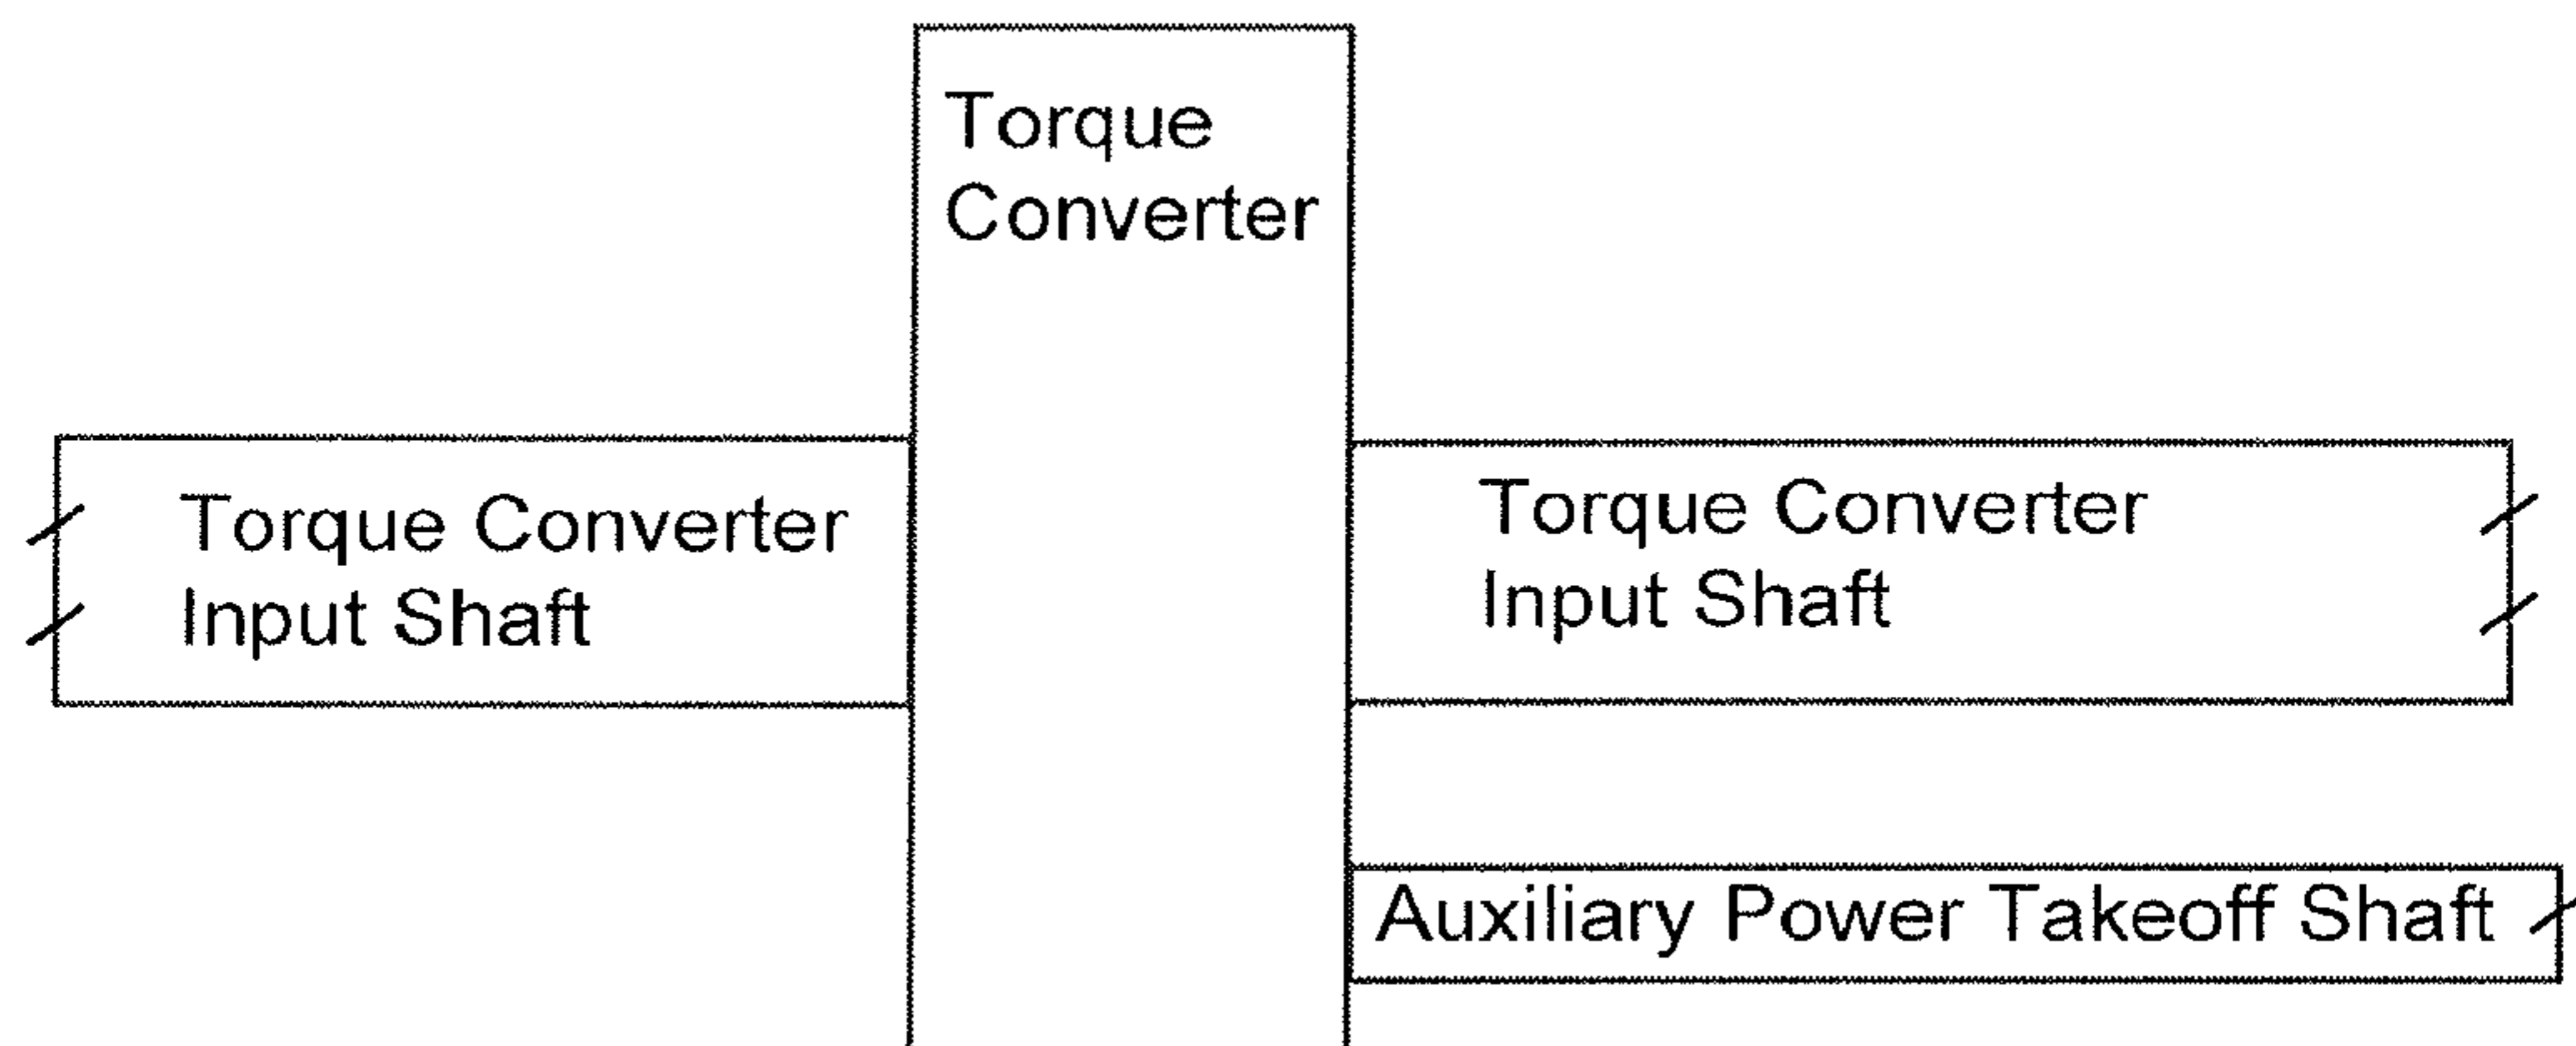 Torque
Converter
Torque Converter
Input Shaft
Torque Converter
Input Shaft
Auxiliary Power Takeoff Shaft